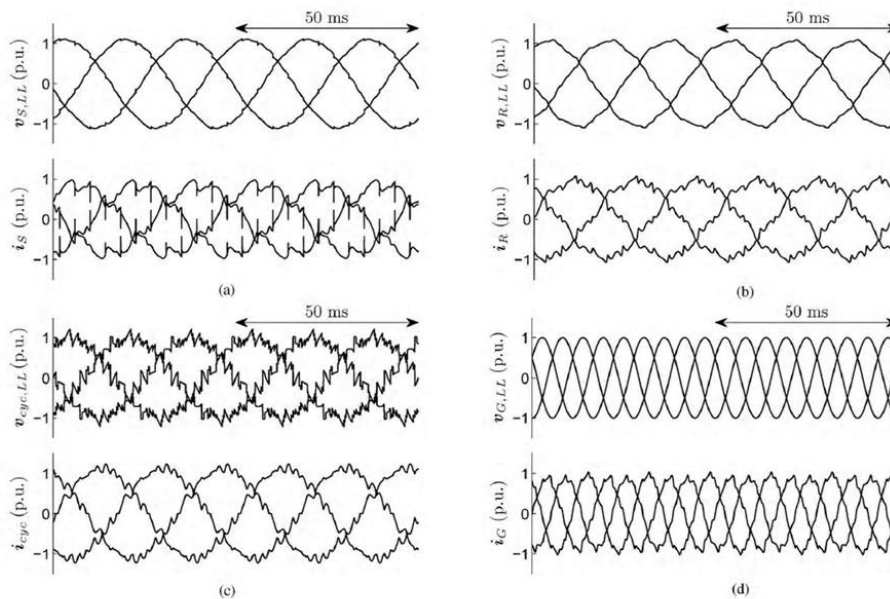 50 ms
v_{S,LL} (p.u.)
1
0
-1
i_S (p.u.)
1
0
-1
(a)
50 ms
v_{R,LL} (p.u.)
1
0
-1
i_R (p.u.)
1
0
-1
(b)
50 ms
v_{cyc,LL} (p.u.)
1
0
-1
i_{cyc} (p.u.)
1
0
-1
(c)
50 ms
v_{G,LL} (p.u.)
1
0
-1
i_G (p.u.)
1
0
-1
(d)